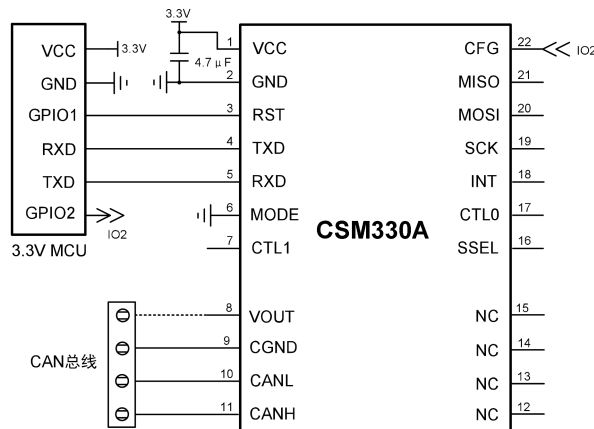 3.3V
VCC
3.3V
GND
GPIO1
RXD
TXD
GPIO2
IO2
3.3V MCU
4.7 μF
1 VCC
2 GND
3 RST
4 TXD
5 RXD
6 MODE
7 CTL1
8 VOUT
9 CGND
10 CANL
11 CANH
CAN总线
CSM330A
CFG 22 IO2
MISO 21
MOSI 20
SCK 19
INT 18
CTL0 17
SSEL 16
NC 15
NC 14
NC 13
NC 12